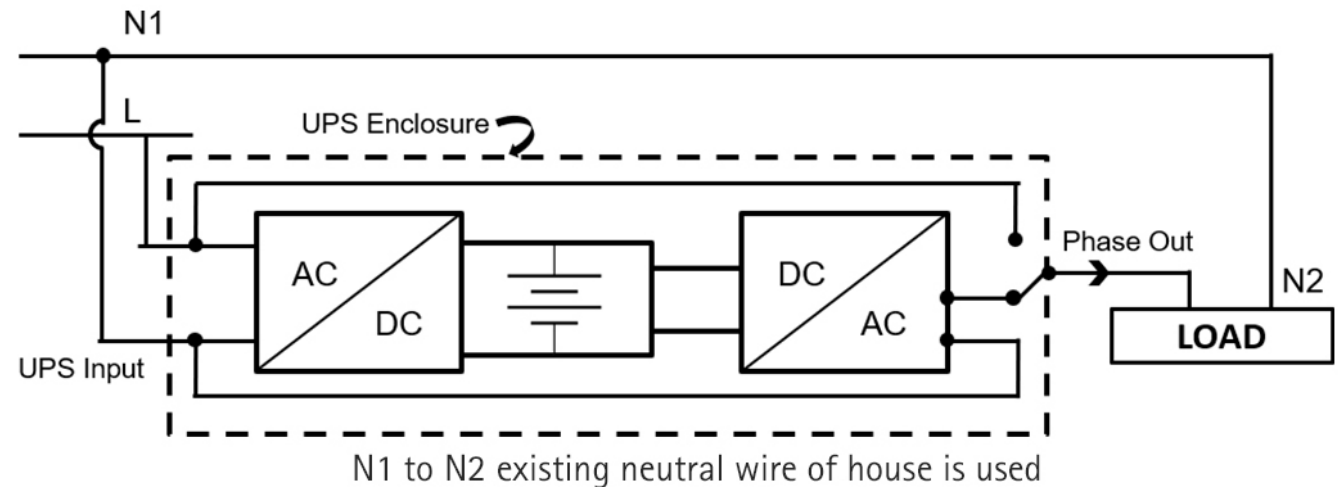 N1
L
UPS Enclosure
Phase Out
AC
DC
DC
AC
N2
LOAD
UPS Input
N1 to N2 existing neutral wire of house is used